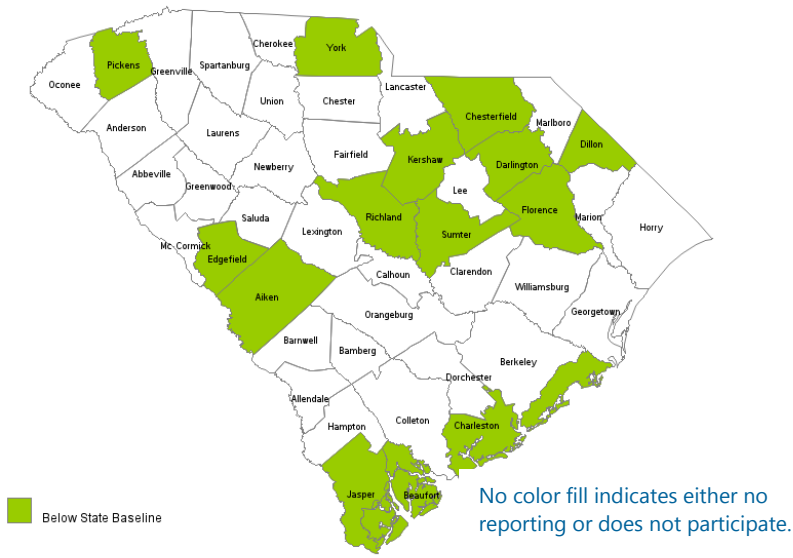 Cherokee
York
Pickens
Greenville
Spartanburg
Oconee
Union
Chester
Lancaster
Chesterfield
Marlboro
Anderson
Laurens
Dillon
Fairfield
Kershaw
Darlington
Abbeville
Newberry
Greenwood
Lee
Florence
Richland
Marion
Saluda
Lexington
Sumter
Horry
Mc Cormick
Edgefield
Calhoun
Clarendon
Williamsburg
Aiken
Orangeburg
Georgetown
Barnwell
Bamberg
Berkeley
Dorchester
Allendale
Colleton
Hampton
Charleston
Jasper
Beaufort
Below State Baseline
No color fill indicates either no
reporting or does not participate.